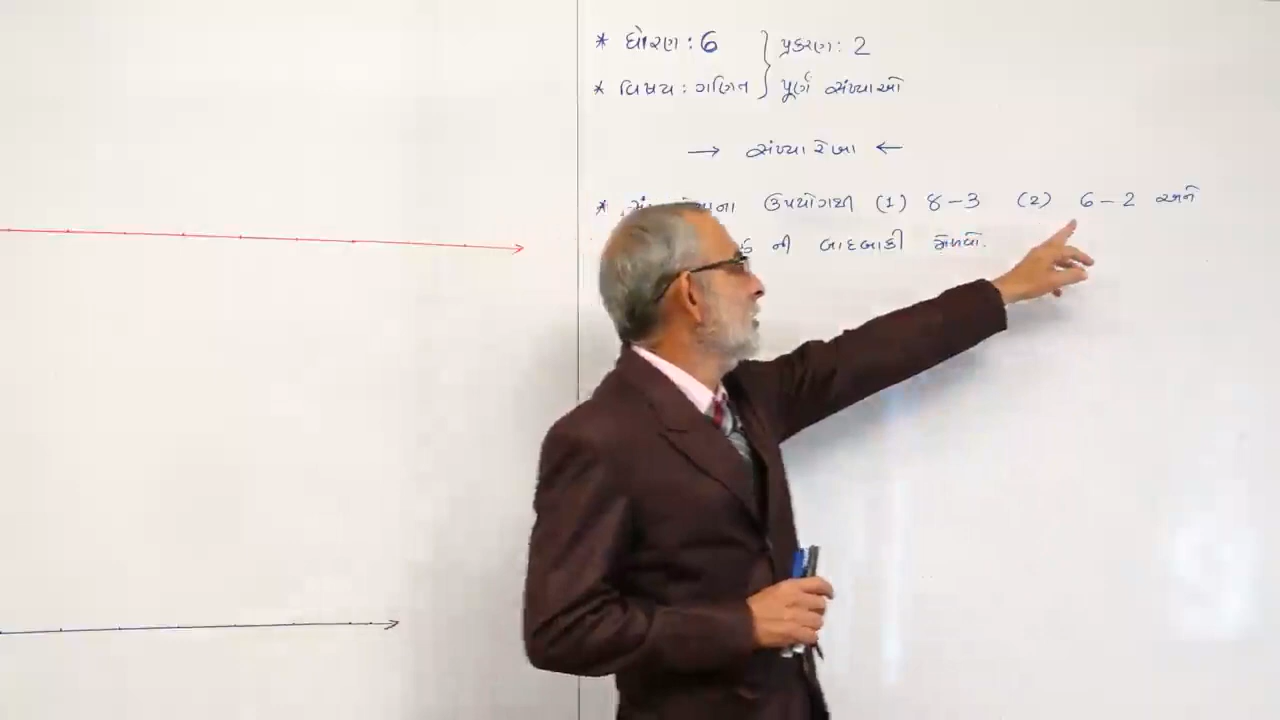 * ધોરણ : 6 } પ્રકરણ : 2
* વિષય : ગણિત } પૂર્ણ સંખ્યાઓ
→ સંખ્યા રેખા ←
* ઉપયોગથી (1) 8 - 3 (2) 6 - 2 અને
ની બાદબાકી મેળવો.